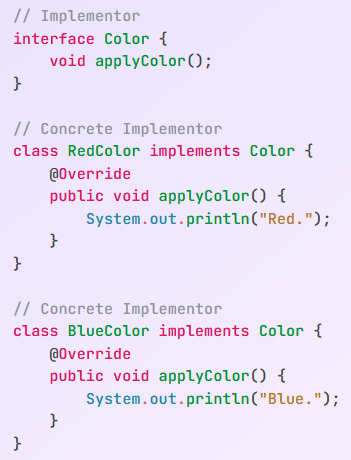 // Implementor
interface Color {
    void applyColor();
}

// Concrete Implementor
class RedColor implements Color {
    @Override
    public void applyColor() {
        System.out.println("Red.");
    }
}

// Concrete Implementor
class BlueColor implements Color {
    @Override
    public void applyColor() {
        System.out.println("Blue.");
    }
}